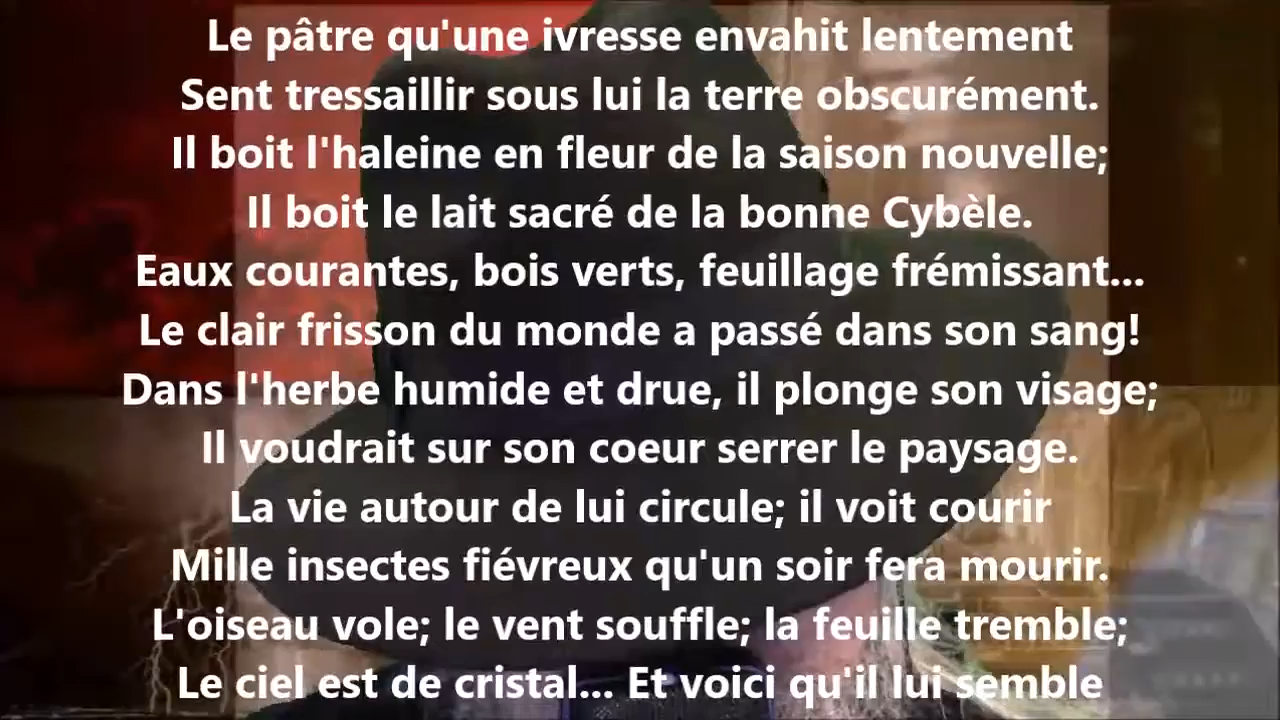 Le pâtre qu'une ivresse envahit lentement
Sent tressaillir sous lui la terre obscurément.
Il boit l'haleine en fleur de la saison nouvelle;
Il boit le lait sacré de la bonne Cybèle.
Eaux courantes, bois verts, feuillage frémissant...
Le clair frisson du monde a passé dans son sang!
Dans l'herbe humide et drue, il plonge son visage;
Il voudrait sur son coeur serrer le paysage.
La vie autour de lui circule; il voit courir
Mille insectes fiévreux qu'un soir fera mourir.
L'oiseau vole; le vent souffle; la feuille tremble;
Le ciel est de cristal... Et voici qu'il lui semble